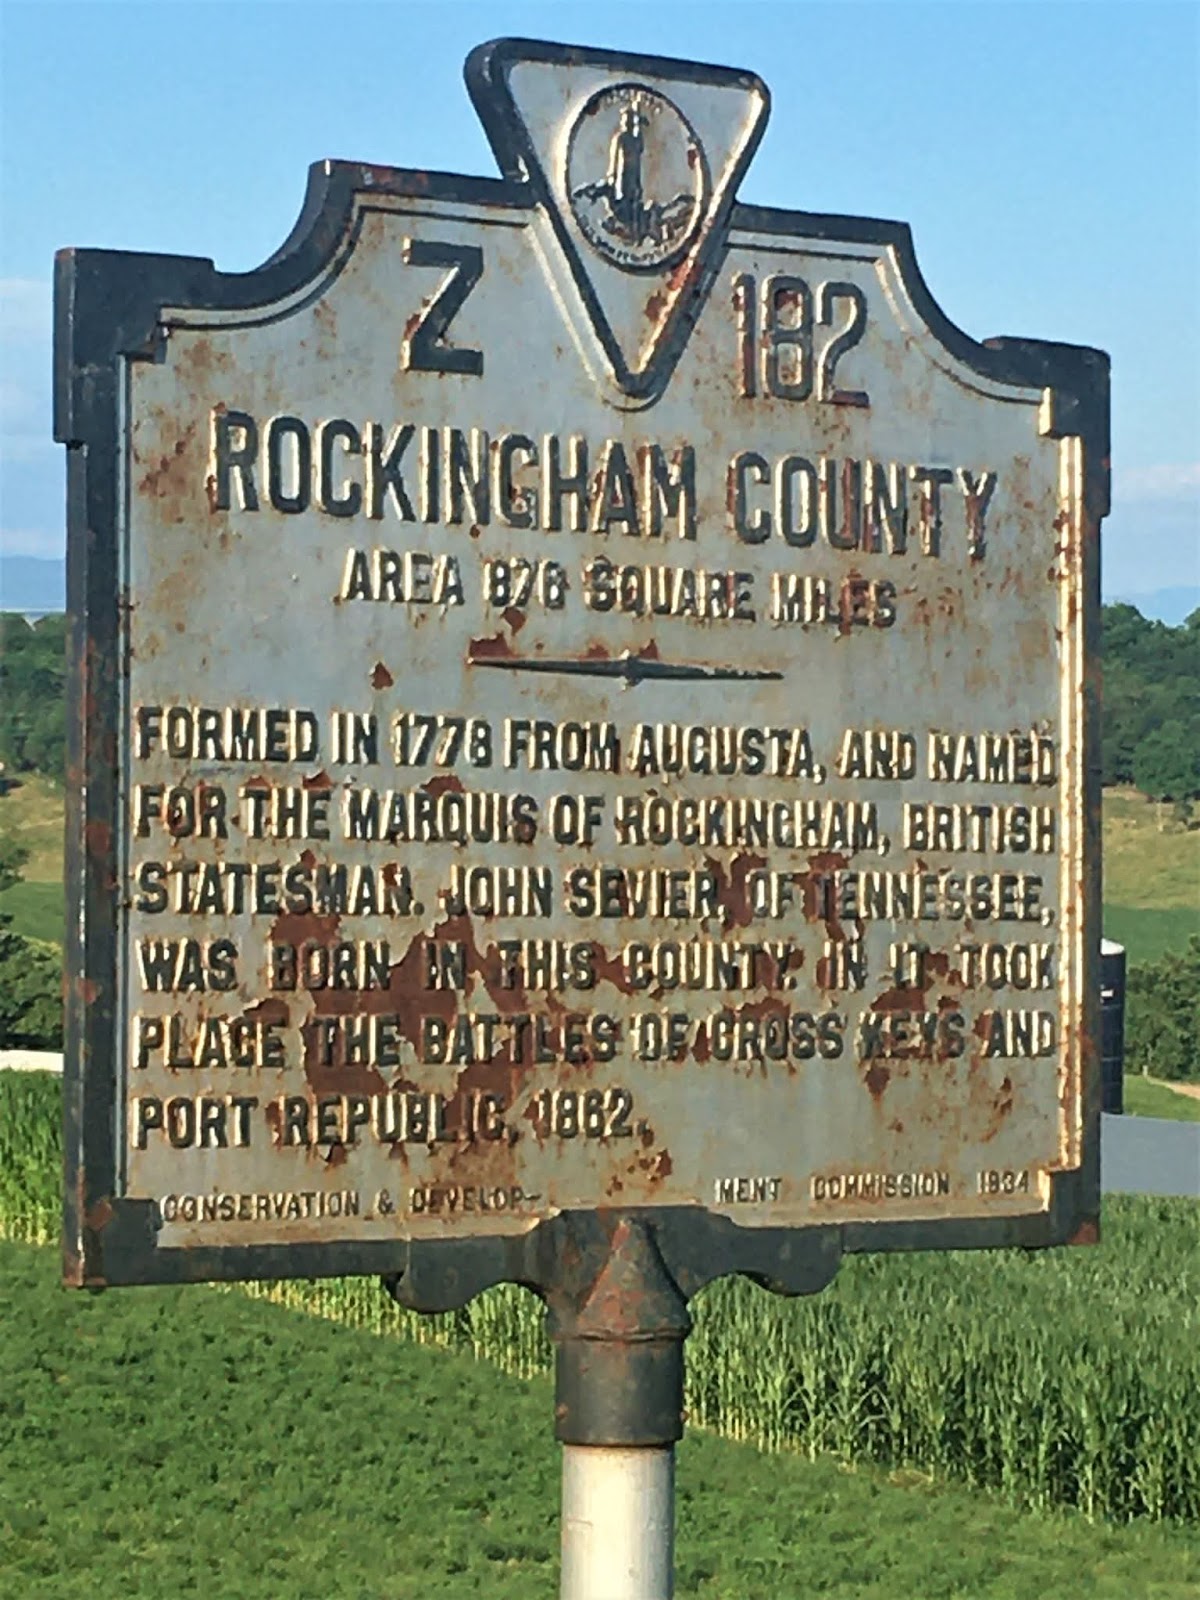 Z 182
ROCKINGHAM COUNTY
AREA 876 SQUARE MILES
FORMED IN 1778 FROM AUGUSTA, AND NAMED
FOR THE MARQUIS OF ROCKINGHAM, BRITISH
STATESMAN. JOHN SEVIER, OF TENNESSEE,
WAS BORN IN THIS COUNTY. IN IT TOOK
PLACE THE BATTLES OF CROSS KEYS AND
PORT REPUBLIC, 1862.
CONSERVATION & DEVELOP- MENT COMMISSION 1934